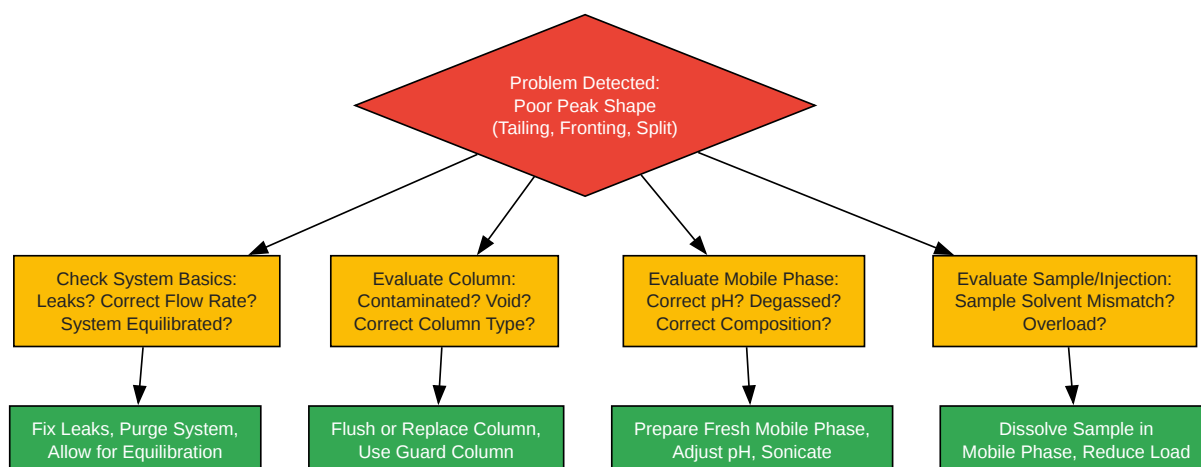 Problem Detected:
Poor Peak Shape
(Tailing, Fronting, Split)
Check System Basics:
Leaks? Correct Flow Rate?
System Equilibrated?
Evaluate Column:
Contaminated? Void?
Correct Column Type?
Evaluate Mobile Phase:
Correct pH? Degassed?
Correct Composition?
Evaluate Sample/Injection:
Sample Solvent Mismatch?
Overload?
Fix Leaks, Purge System,
Allow for Equilibration
Flush or Replace Column,
Use Guard Column
Prepare Fresh Mobile Phase,
Adjust pH, Sonicate
Dissolve Sample in
Mobile Phase, Reduce Load